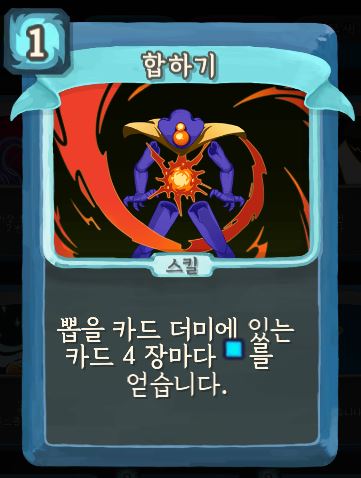 1
합하기
스킬
뽑을 카드 더미에 있는
카드 4 장마다 를
얻습니다.